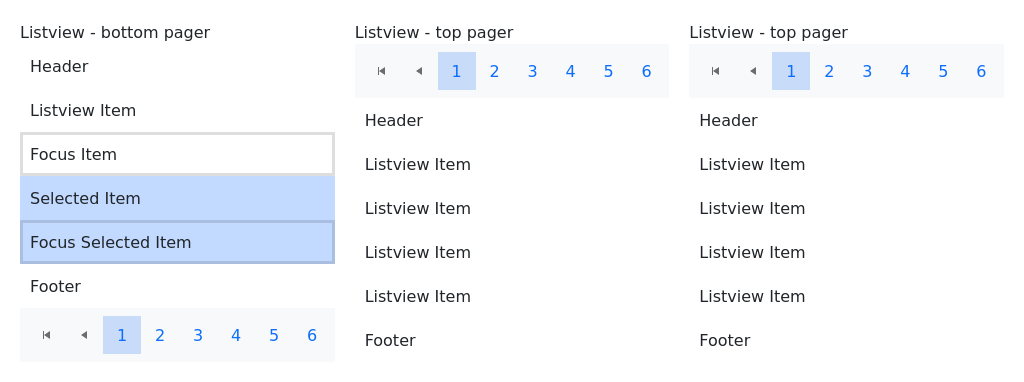 Listview - bottom pager
Header
Listview Item
Focus Item
Selected Item
Focus Selected Item
Footer
1 2 3 4 5 6
Listview - top pager
1 2 3 4 5 6
Header
Listview Item
Listview Item
Listview Item
Listview Item
Footer
Listview - top pager
1 2 3 4 5 6
Header
Listview Item
Listview Item
Listview Item
Listview Item
Footer